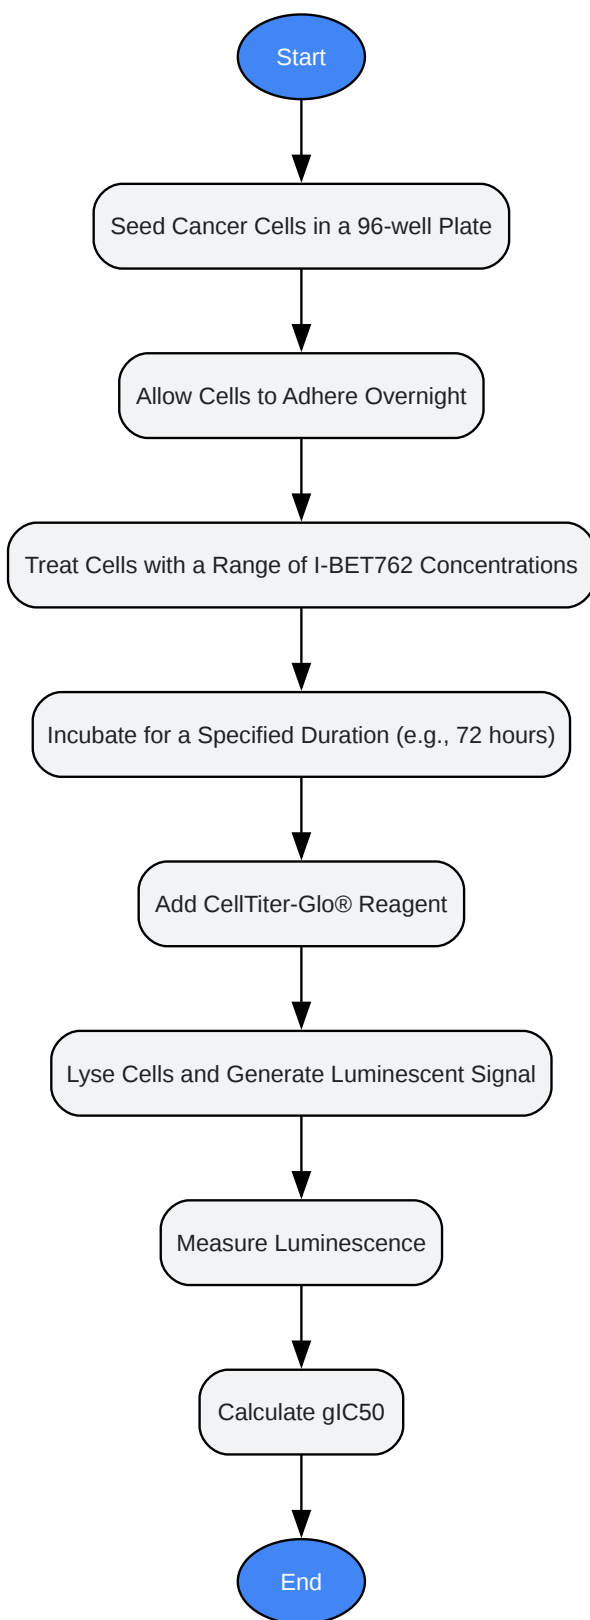 Start
Seed Cancer Cells in a 96-well Plate
Allow Cells to Adhere Overnight
Treat Cells with a Range of I-BET762 Concentrations
Incubate for a Specified Duration (e.g., 72 hours)
Add CellTiter-Glo® Reagent
Lyse Cells and Generate Luminescent Signal
Measure Luminescence
Calculate gIC50
End